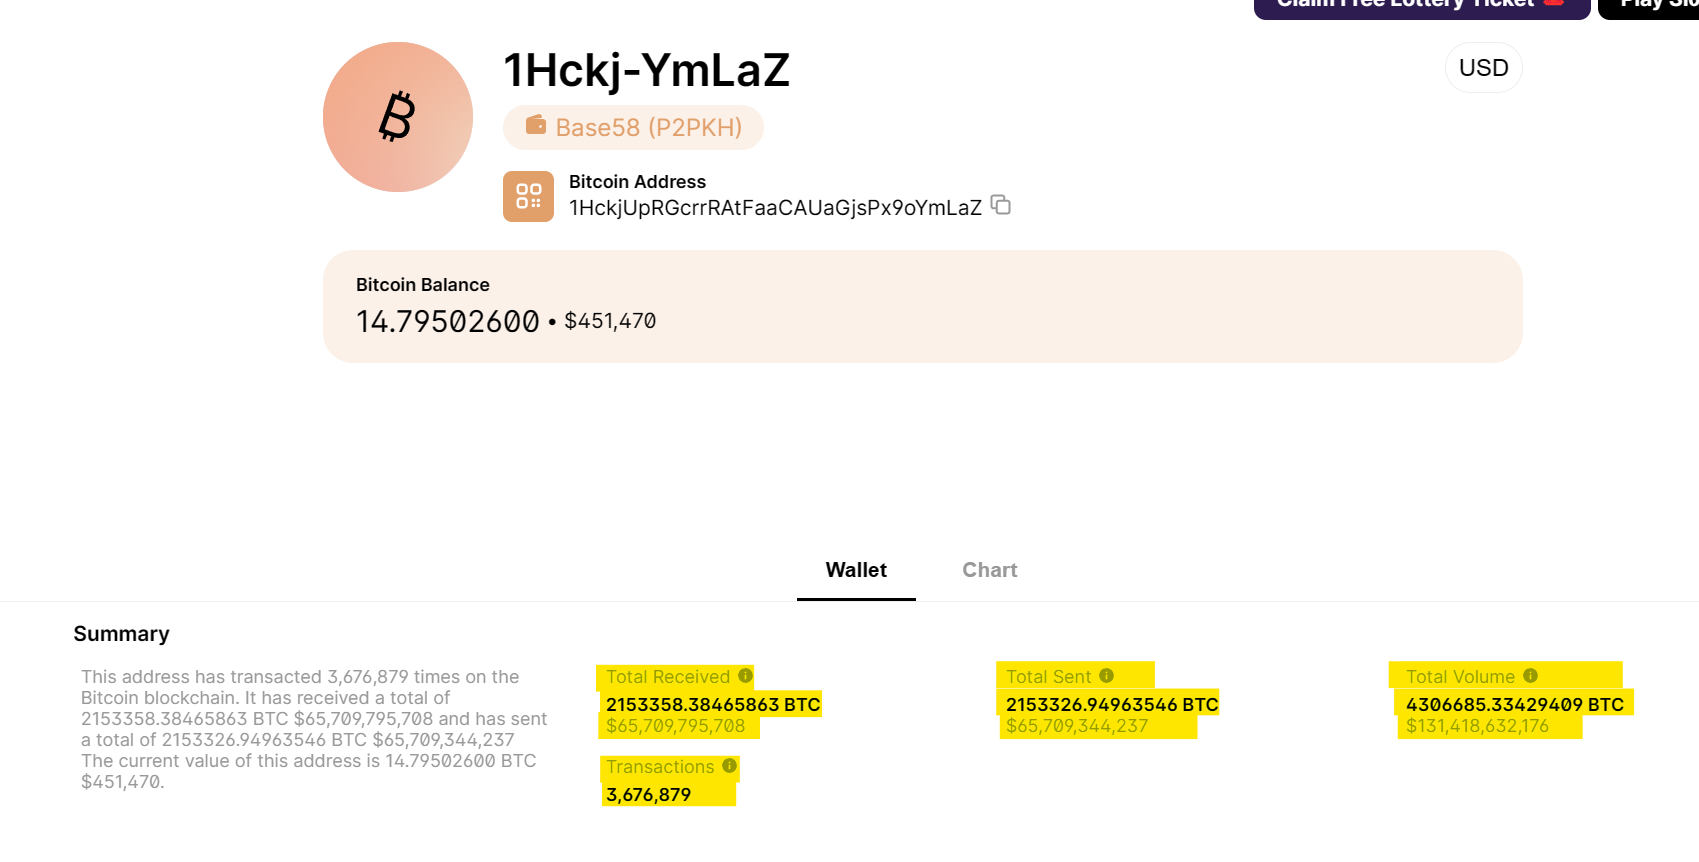 Claim Free Lottery Ticket
1Hckj-YmLaZ
USD
Base58 (P2PKH)
Bitcoin Address
1HckjUpRGcrrRAtFaaCAUaGjsPx9oYmLaZ
Bitcoin Balance
14.79502600 • $451,470
Wallet Chart
Summary
This address has transacted 3,676,879 times on the
Bitcoin blockchain. It has received a total of
2153358.38465863 BTC $65,709,795,708 and has sent
a total of 2153326.94963546 BTC $65,709,344,237
The current value of this address is 14.79502600 BTC
$451,470.
Total Received
2153358.38465863 BTC
$65,709,795,708
Total Sent
2153326.94963546 BTC
$65,709,344,237
Total Volume
4306685.33429409 BTC
$131,418,632,176
Transactions
3,676,879